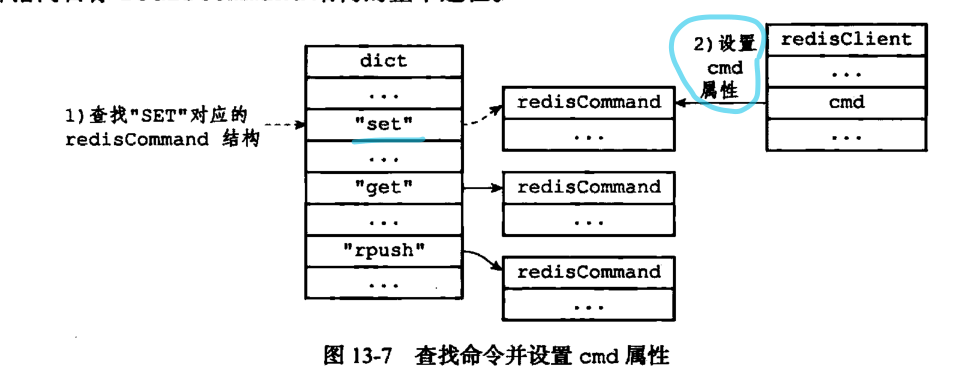 1)查找"SET"对应的
redisCommand 结构
dict
...
"set"
...
"get"
...
"rpush"
...
redisCommand
...
redisCommand
...
redisCommand
...
2)设置
cmd
属性
redisClient
...
cmd
...
图 13-7 查找命令并设置 cmd 属性